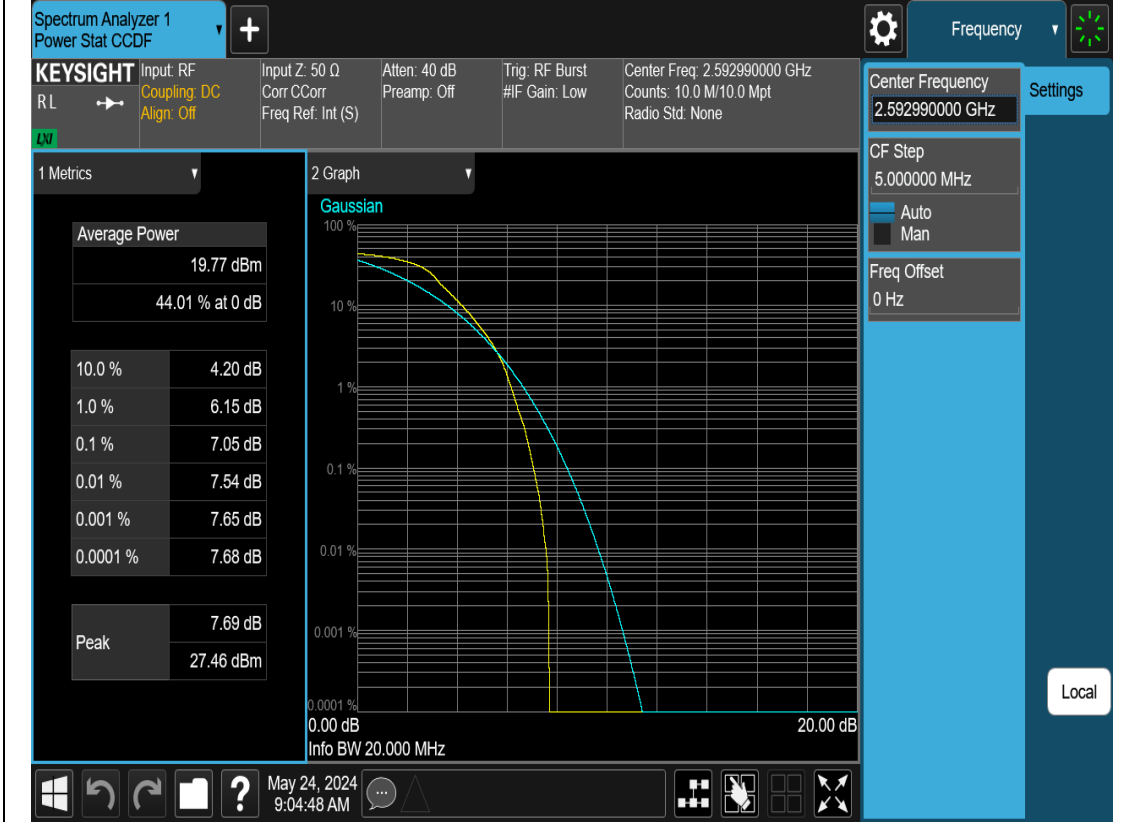 Spectrum Analyzer 1
Power Stat CCDF
+
Frequency
KEYSIGHT
RL
LXI
Input: RF
Coupling: DC
Align: Off
Input Z: 50 Ω
Corr CCorr
Freq Ref: Int (S)
Atten: 40 dB
Preamp: Off
Trig: RF Burst
#IF Gain: Low
Center Freq: 2.592990000 GHz
Counts: 10.0 M/10.0 Mpt
Radio Std: None
Center Frequency
2.592990000 GHz
Settings
CF Step
5.000000 MHz
Auto
Man
Freq Offset
0 Hz
Local
1 Metrics
Average Power
19.77 dBm
44.01 % at 0 dB
10.0 % 4.20 dB
1.0 % 6.15 dB
0.1 % 7.05 dB
0.01 % 7.54 dB
0.001 % 7.65 dB
0.0001 % 7.68 dB
Peak 7.69 dB
27.46 dBm
2 Graph
Gaussian
100 %
10 %
1 %
0.1 %
0.01 %
0.001 %
0.0001 %
0.00 dB 20.00 dB
Info BW 20.000 MHz
?
May 24, 2024
9:04:48 AM